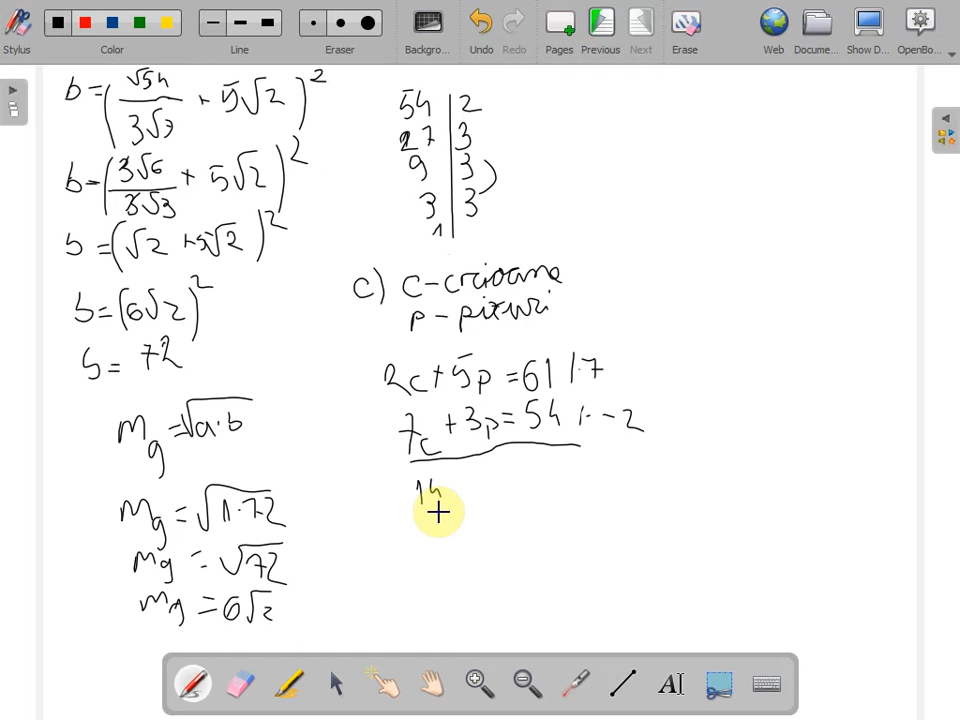 Stylus
Color
Line
Eraser
Backgro...
Undo
Redo
Pages
Previous
Next
Erase
Web
Docume...
Show D...
OpenBo...
b=(√54/3√3 + 5√2)²
b=(3√6/3√3 + 5√2)²
b=(√2 +5√2)²
b=(6√2)²
b= 72
mg=√a·b
mg=√1·72
mg=√72
mg=6√2
54 | 2
27 | 3
9 | 3
3 | 3
1
c) c-creioane
p-pixuri
2c+5p=61 |·7
7c+3p=54 |·-2
14
A